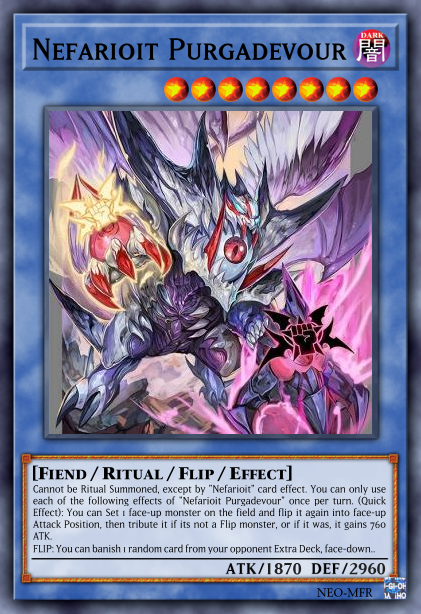 Nefarioit Purgadevour
DARK
闇
[Fiend / Ritual / Flip / Effect]
Cannot be Ritual Summoned, except by "Nefarioit" card effect. You can only use
each of the following effects of "Nefarioit Purgadevour" once per turn. (Quick
Effect): You can Set 1 face-up monster on the field and flip it again into face-up
Attack Position, then tribute it if its not a Flip monster, or if it was, it gains 760
ATK.
FLIP: You can banish 1 random card from your opponent Extra Deck, face-down..
ATK/1870 DEF/2960
NEO-MFR